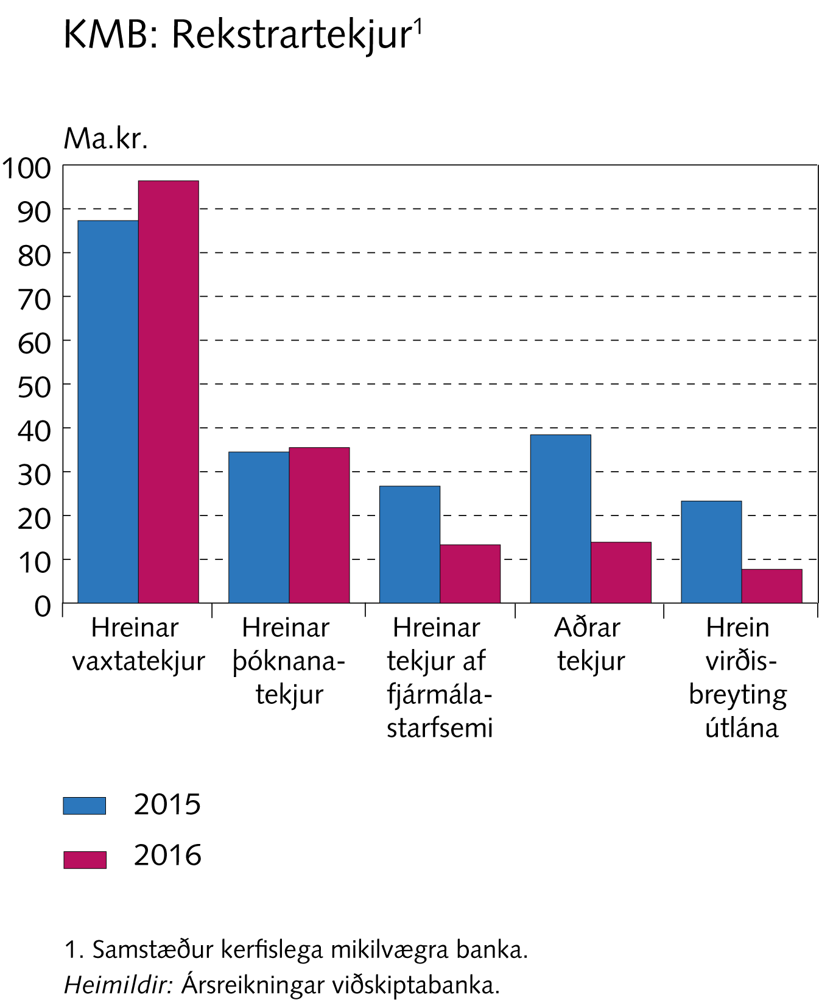 KMB: Rekstrartekjur¹
Ma.kr.
100
90
80
70
60
50
40
30
20
10
0
Hreinar
vaxtatekjur
Hreinar
þóknana-
tekjur
Hreinar
tekjur af
fjármála-
starfsemi
Aðrar
tekjur
Hrein
virðis-
breyting
útlána
2015
2016
1. Samstæður kerfislega mikilvægra banka.
Heimildir: Ársreikningar viðskiptabanka.